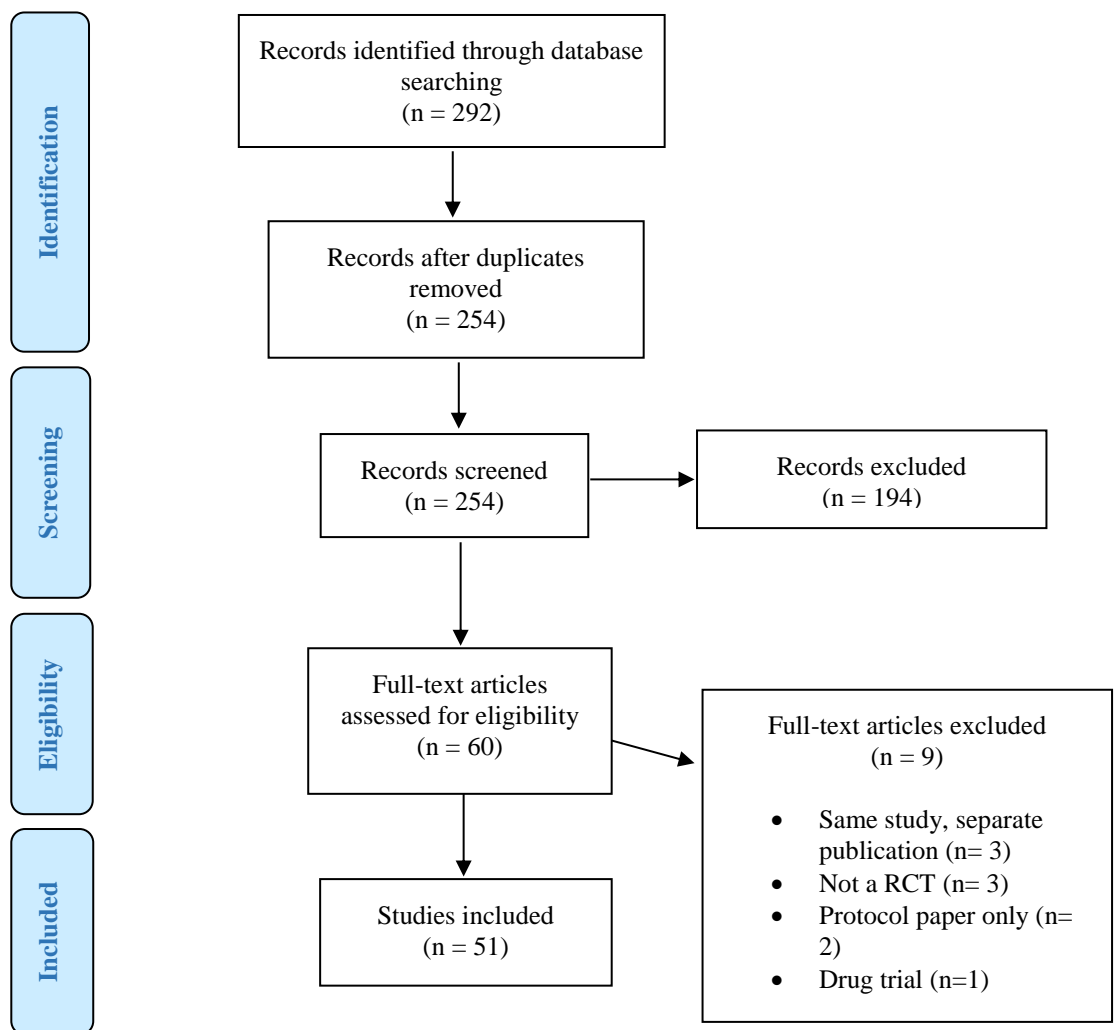 Identification
Records identified through database
searching
(n = 292)
Records after duplicates
removed
(n = 254)
Screening
Records screened
(n = 254)
Records excluded
(n = 194)
Eligibility
Full-text articles
assessed for eligibility
(n = 60)
Full-text articles excluded
(n = 9)
• Same study, separate
publication (n= 3)
• Not a RCT (n= 3)
• Protocol paper only (n=
2)
• Drug trial (n=1)
Included
Studies included
(n = 51)